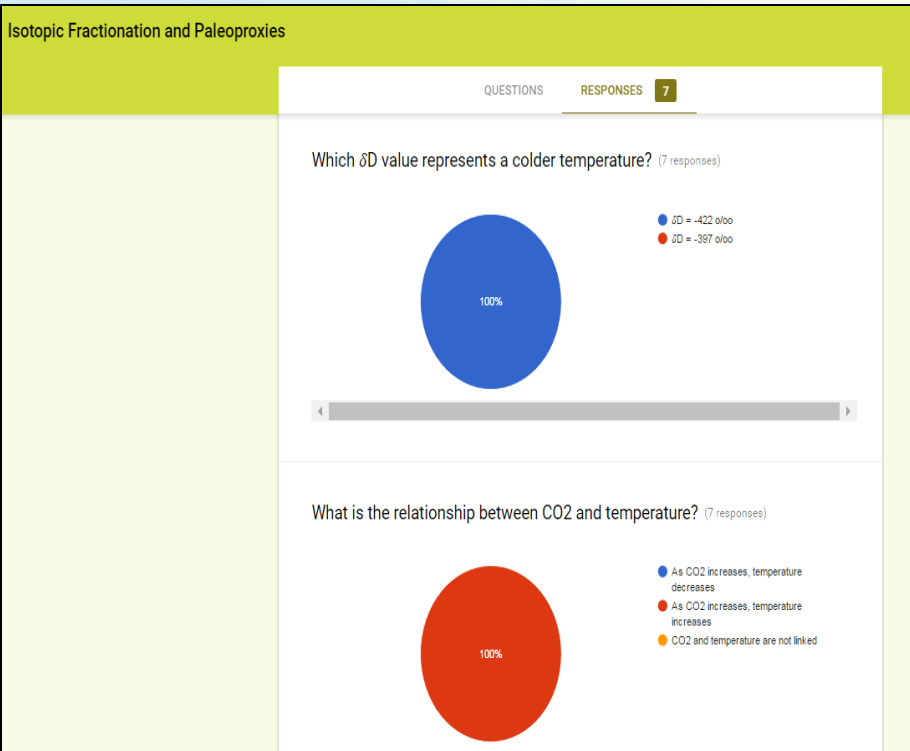 Isotopic Fractionation and Paleoproxies
QUESTIONS RESPONSES 7
Which δD value represents a colder temperature? (7 responses)
δD = -422 o/oo
δD = -397 o/oo
100%
What is the relationship between CO2 and temperature? (7 responses)
As CO2 increases, temperature
decreases
As CO2 increases, temperature
increases
CO2 and temperature are not linked
100%